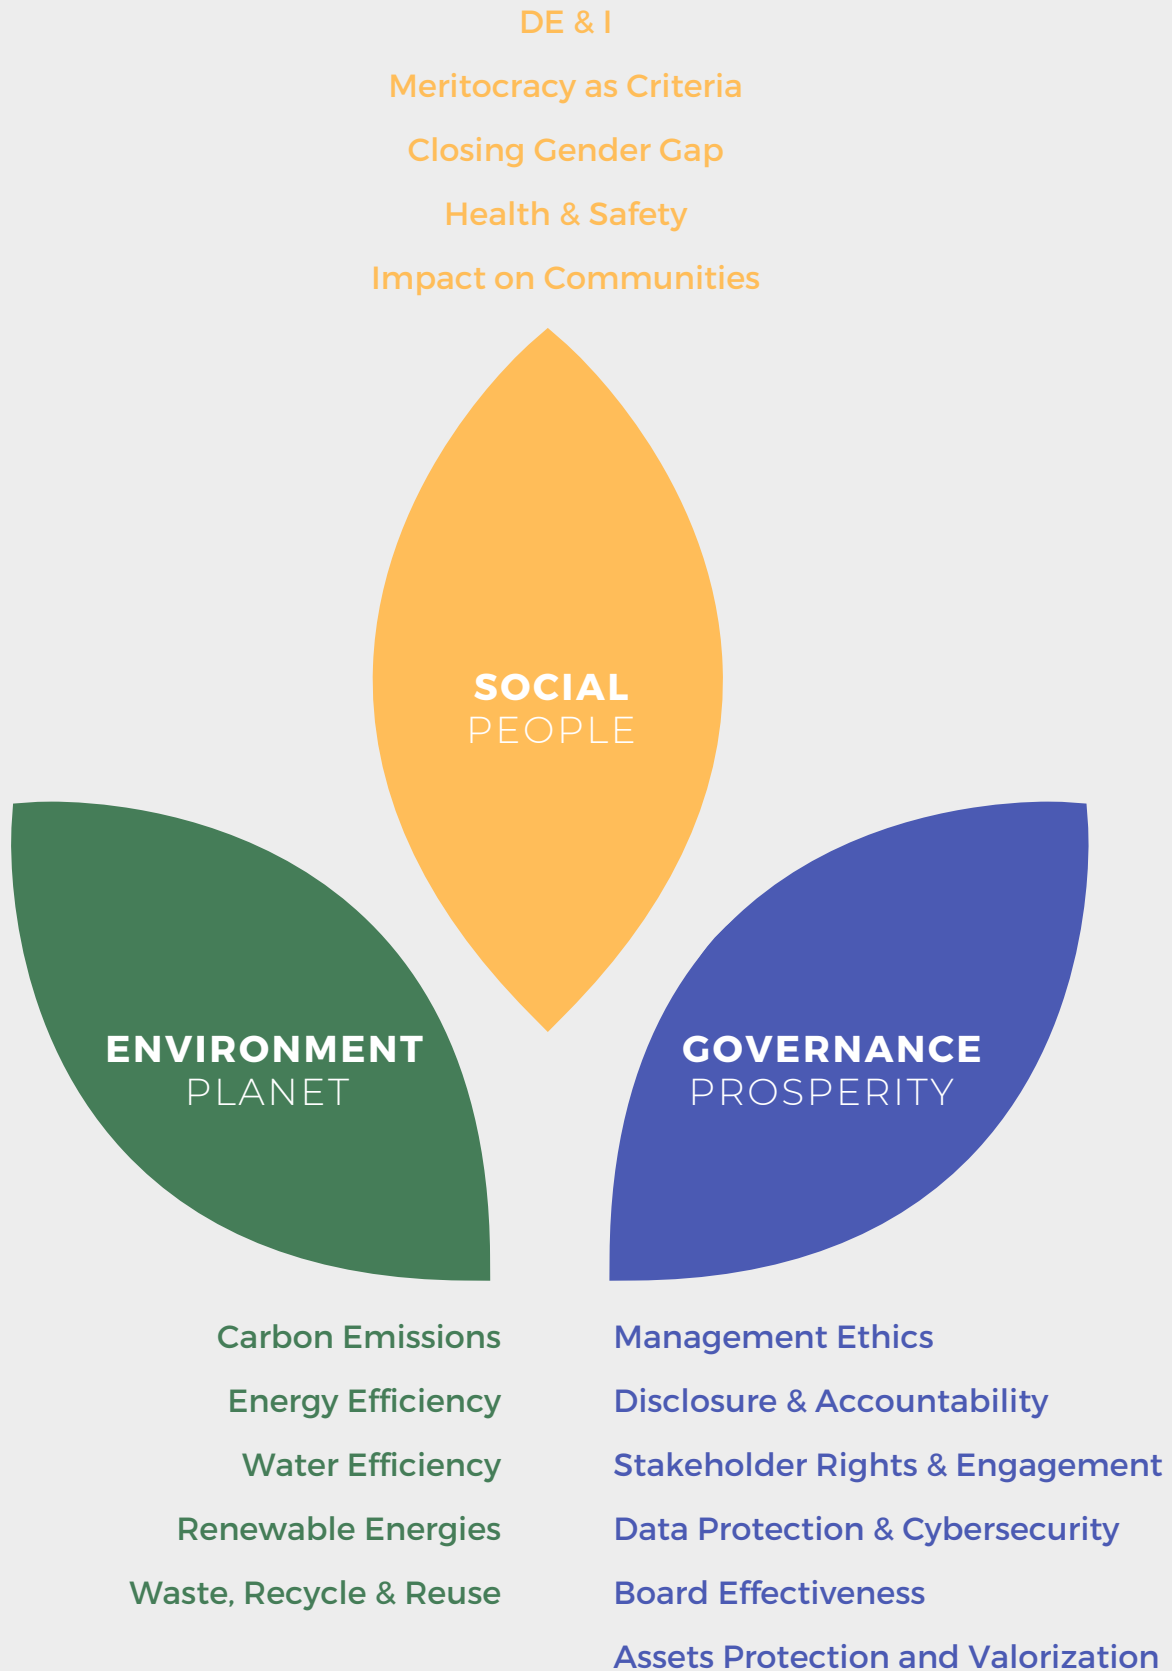 DE & I
Meritocracy as Criteria
Closing Gender Gap
Health & Safety
Impact on Communities
SOCIAL
PEOPLE
ENVIRONMENT
PLANET
GOVERNANCE
PROSPERITY
Carbon Emissions
Energy Efficiency
Water Efficiency
Renewable Energies
Waste, Recycle & Reuse
Management Ethics
Disclosure & Accountability
Stakeholder Rights & Engagement
Data Protection & Cybersecurity
Board Effectiveness
Assets Protection and Valorization